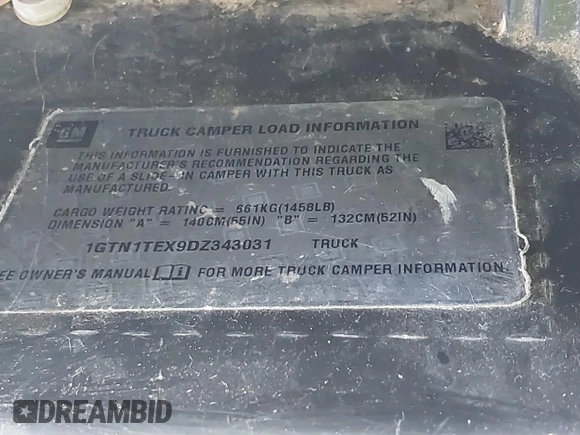 GM
TRUCK CAMPER LOAD INFORMATION
THIS INFORMATION IS FURNISHED TO INDICATE THE
MANUFACTURER'S RECOMMENDATION REGARDING THE
USE OF A SLIDE-IN CAMPER WITH THIS TRUCK AS
MANUFACTURED.
CARGO WEIGHT RATING = 561KG(1458LB)
DIMENSION "A" = 140CM(55IN) "B" = 132CM(52IN)
1GTN1TEX9DZ343031 TRUCK
EE OWNER'S MANUAL FOR MORE TRUCK CAMPER INFORMATION
DREAMBID